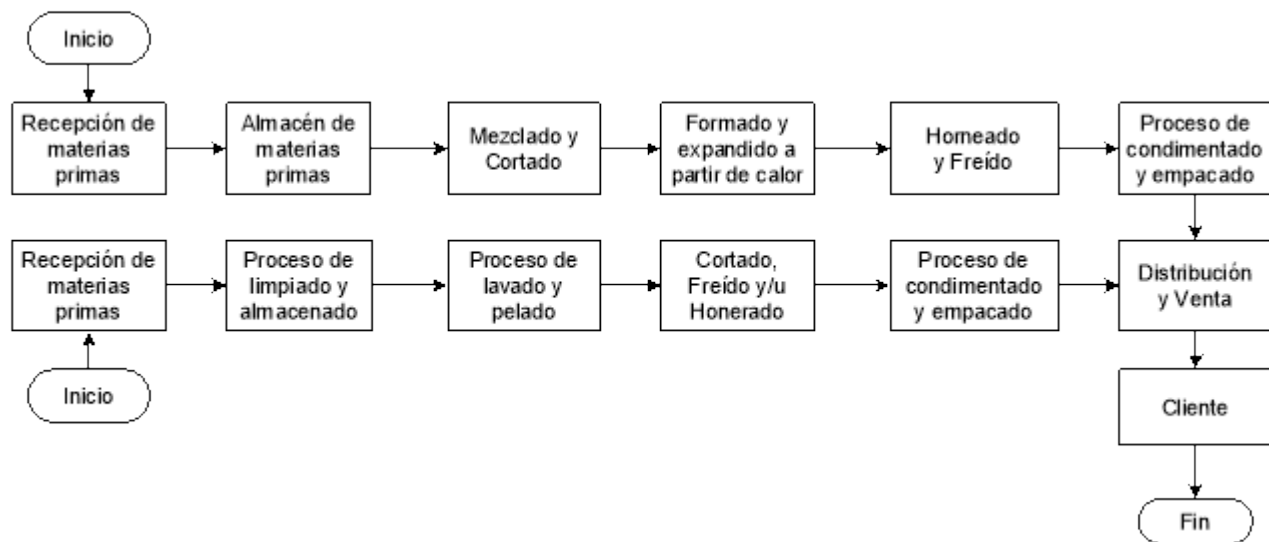 Inicio
Recepción de
materias
primas
Almacén de
materias
primas
Mezclado y
Cortado
Formado y
expandido a
partir de calor
Horneado
y Freído
Proceso de
condimentado
y empacado
Recepción de
materias
primas
Proceso de
limpiado y
almacenado
Proceso de
lavado y
pelado
Cortado,
Freído y/u
Honerado
Proceso de
condimentado
y empacado
Distribución
y Venta
Inicio
Cliente
Fin